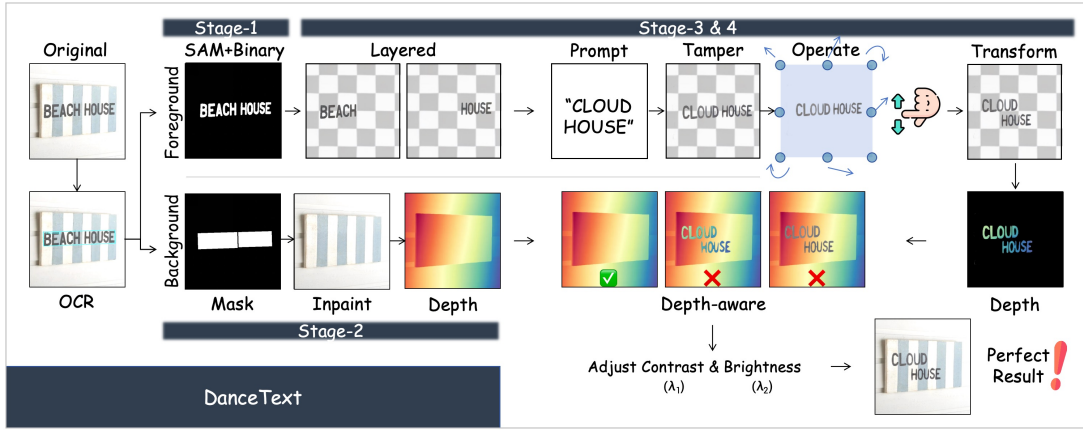 Stage-1
Stage-3 & 4
Original
SAM+Binary
Layered
Prompt
Tamper
Operate
Transform
Foreground
BEACH HOUSE
BEACH HOUSE
BEACH
HOUSE
"CLOUD
HOUSE"
CLOUD HOUSE
CLOUD HOUSE
CLOUD
HOUSE
Background
BEACH HOUSE
CLOUD
HOUSE
CLOUD
HOUSE
CLOUD
HOUSE
OCR
Mask
Inpaint
Depth
Depth-aware
Depth
Stage-2
Adjust Contrast & Brightness
(λ₁)
(λ₂)
CLOUD
HOUSE
Perfect
Result
DanceText